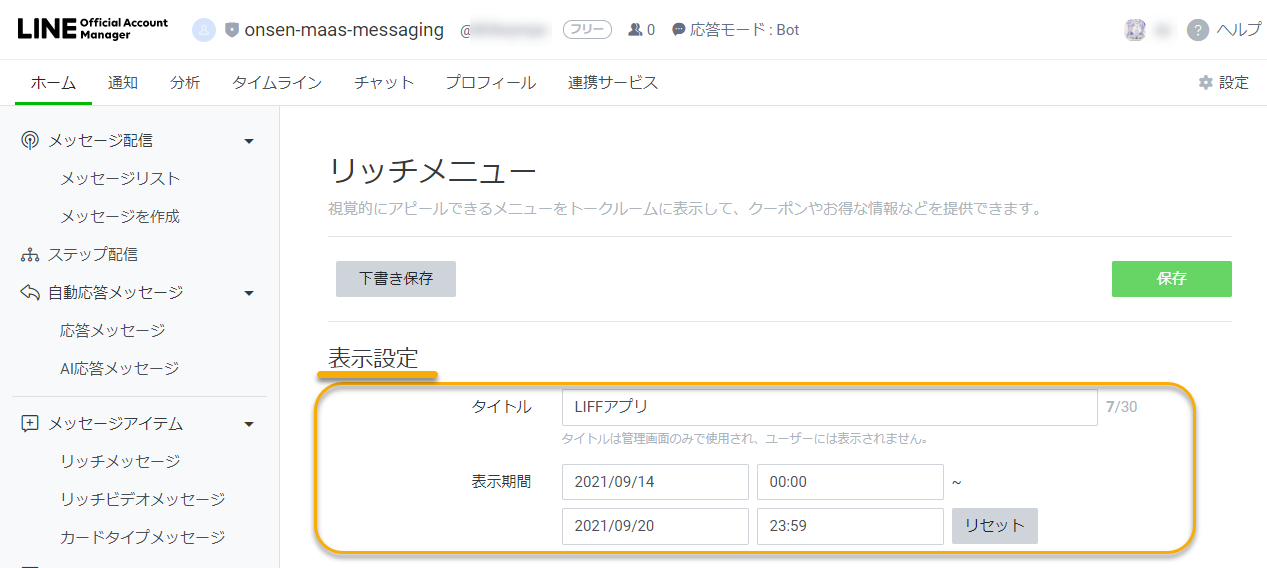 LINE Official Account Manager
onsen-maas-messaging @ フリー 0 応答モード : Bot ヘルプ
ホーム 通知 分析 タイムライン チャット プロフィール 連携サービス 設定
メッセージ配信
メッセージリスト
メッセージを作成
ステップ配信
自動応答メッセージ
応答メッセージ
AI応答メッセージ
メッセージアイテム
リッチメッセージ
リッチビデオメッセージ
カードタイプメッセージ
リッチメニュー
視覚的にアピールできるメニューをトークルームに表示して、クーポンやお得な情報などを提供できます。
下書き保存 保存
表示設定
タイトル LIFFアプリ 7/30
タイトルは管理画面のみで使用され、ユーザーには表示されません。
表示期間 2021/09/14 00:00 ~
2021/09/20 23:59 リセット